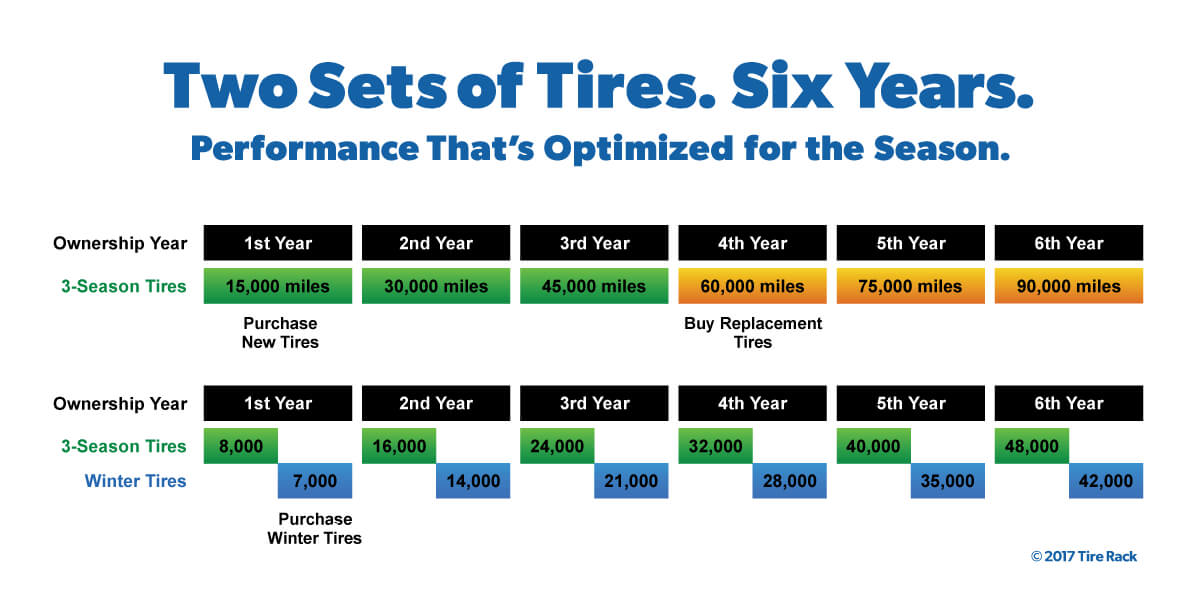 Two Sets of Tires. Six Years.
Performance That's Optimized for the Season.
Ownership Year 1st Year 2nd Year 3rd Year 4th Year 5th Year 6th Year
3-Season Tires 15,000 miles 30,000 miles 45,000 miles 60,000 miles 75,000 miles 90,000 miles
Purchase Buy Replacement
New Tires Tires
Ownership Year 1st Year 2nd Year 3rd Year 4th Year 5th Year 6th Year
3-Season Tires 8,000 16,000 24,000 32,000 40,000 48,000
Winter Tires 7,000 14,000 21,000 28,000 35,000 42,000
Purchase
Winter Tires
© 2017 Tire Rack